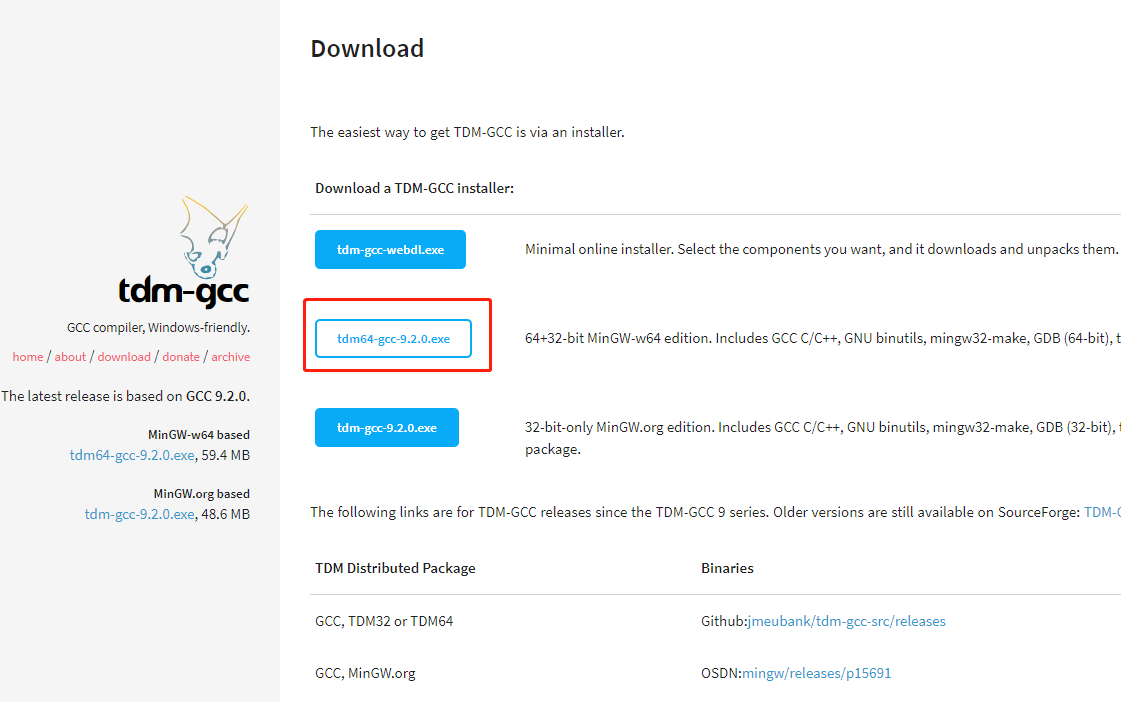 Download
The easiest way to get TDM-GCC is via an installer.
Download a TDM-GCC installer:
tdm-gcc-webdl.exe
Minimal online installer. Select the components you want, and it downloads and unpacks them.
tdm64-gcc-9.2.0.exe
64+32-bit MinGW-w64 edition. Includes GCC C/C++, GNU binutils, mingw32-make, GDB (64-bit),
tdm-gcc-9.2.0.exe
32-bit-only MinGW.org edition. Includes GCC C/C++, GNU binutils, mingw32-make, GDB (32-bit),
package.
The following links are for TDM-GCC releases since the TDM-GCC 9 series. Older versions are still available on SourceForge:
TDM Distributed Package
Binaries
GCC, TDM32 or TDM64
Github:jmeubank/tdm-gcc-src/releases
GCC, MinGW.org
OSDN:mingw/releases/p15691
tdm-gcc
GCC compiler, Windows-friendly.
home / about / download / donate / archive
The latest release is based on GCC 9.2.0.
MinGW-w64 based
tdm64-gcc-9.2.0.exe, 59.4 MB
MinGW.org based
tdm-gcc-9.2.0.exe, 48.6 MB